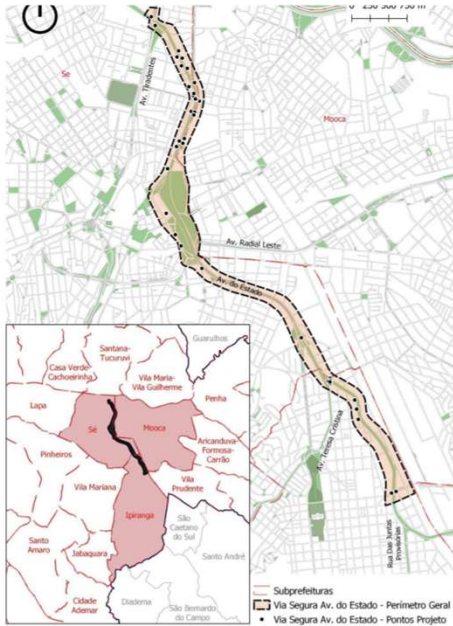 0 250 500 750 m
Sé
Av. Tiradentes
Mooca
Av. Radial Leste
Av. do Estado
Av. Teresa Cristina
Rua Das Juntas
Provisórias
Guarulhos
Santana-
Tucuruvi
Casa Verde-
Cachoeirinha
Vila Maria-
Vila Guilherme
Penha
Lapa
Sé
Mooca
Aricanduva-
Formosa-
Carrão
Pinheiros
Vila Mariana
Vila
Prudente
Ipiranga
São
Caetano
do Sul
Santo
Amaro
Jabaquara
Santo André
Cidade
Ademar
Diadema
São Bernardo
do Campo
Subprefeituras
Via Segura Av. do Estado - Perímetro Geral
Via Segura Av. do Estado - Pontos Projeto